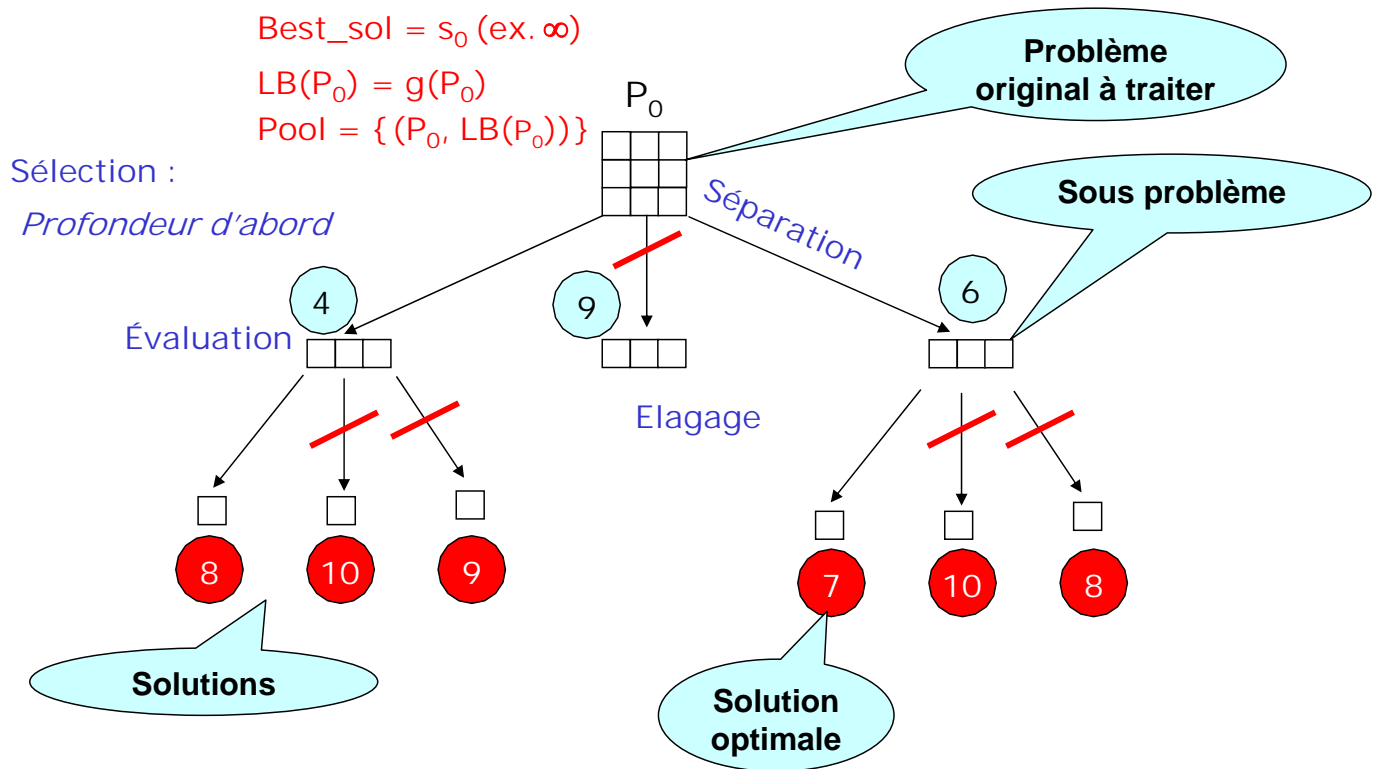 Best_sol = s₀ (ex. ∞)
LB(P₀) = g(P₀)
Pool = {(P₀, LB(P₀))}
P₀
Problème
original à traiter
Sélection :
Profondeur d'abord
Séparation
Sous problème
4
9
6
Évaluation
Elagage
8
10
9
7
10
8
Solutions
Solution
optimale